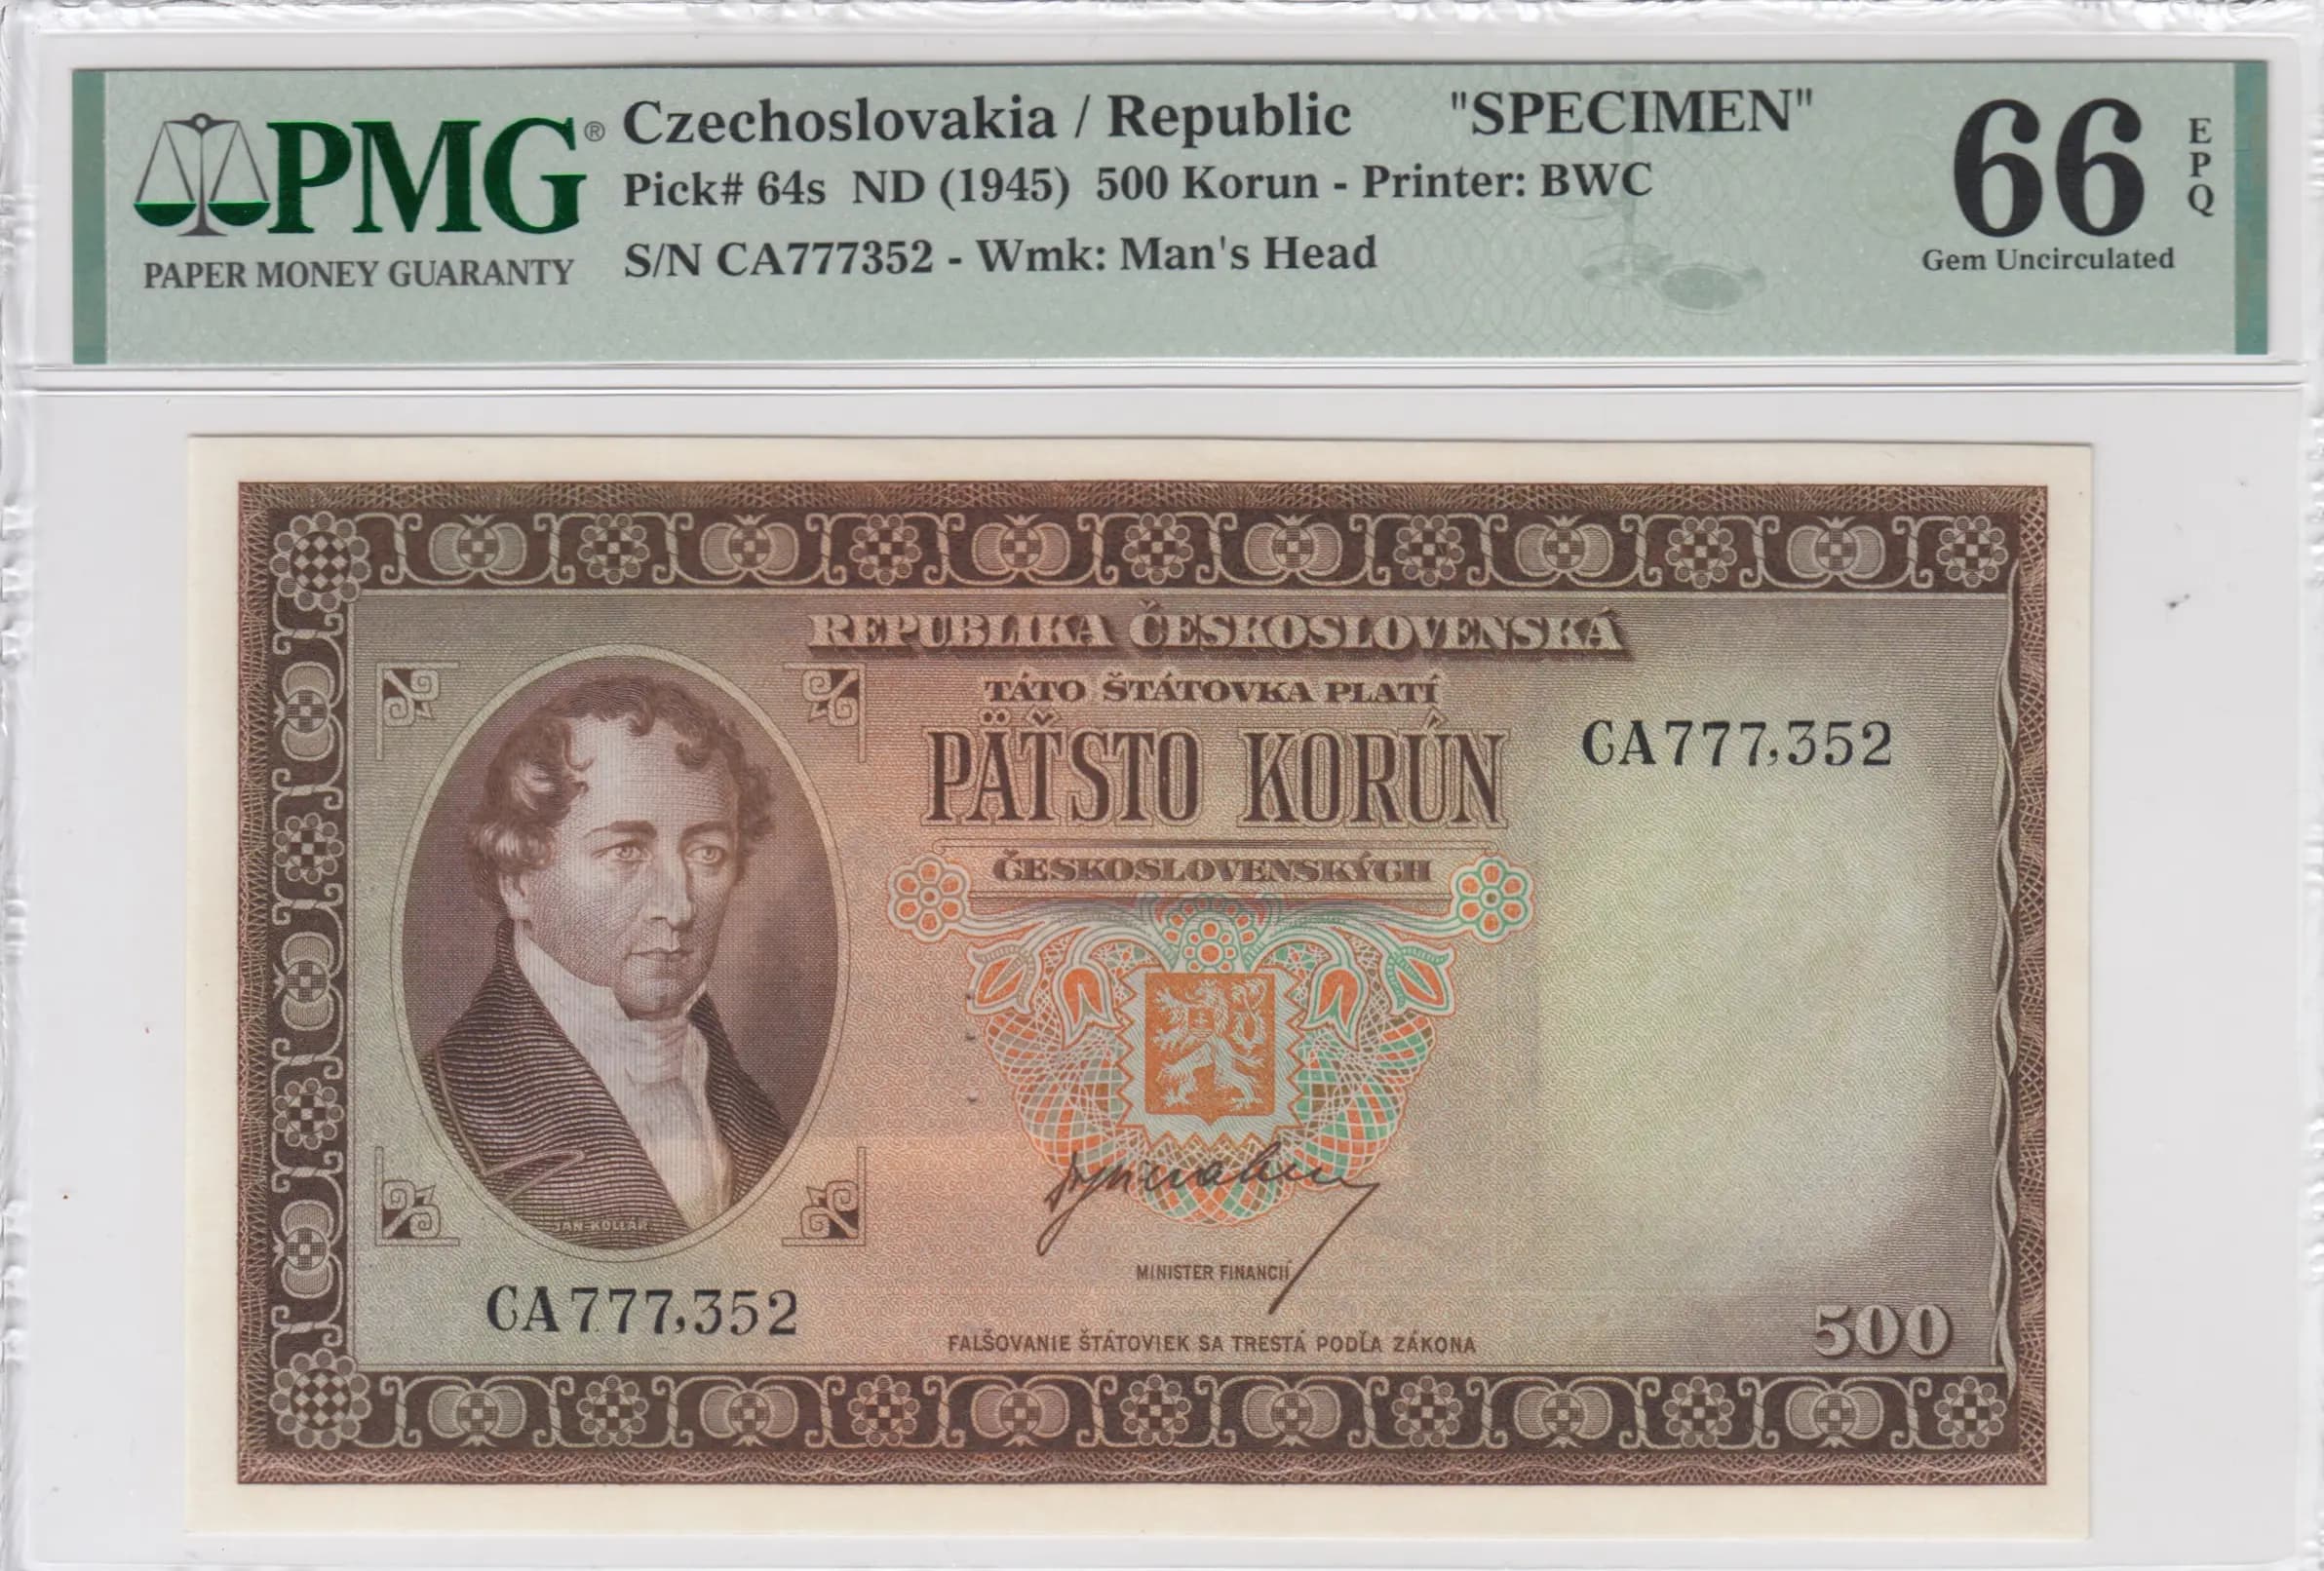 PMG®
PAPER MONEY GUARANTY
Czechoslovakia / Republic "SPECIMEN"
Pick# 64s ND (1945) 500 Korun - Printer: BWC
S/N CA777352 - Wmk: Man's Head
66
EPQ
Gem Uncirculated
REPUBLIKA ČESKOSLOVENSKÁ
TÁTO ŠTÁTOVKA PLATÍ
PÄŤSTO KORÚN
CA777,352
ČESKOSLOVENSKÝCH
JAN KOLLÁR
MINISTER FINANCIÍ
CA777,352
500
FALŠOVANIE ŠTÁTOVIEK SA TRESTÁ PODĽA ZÁKONA